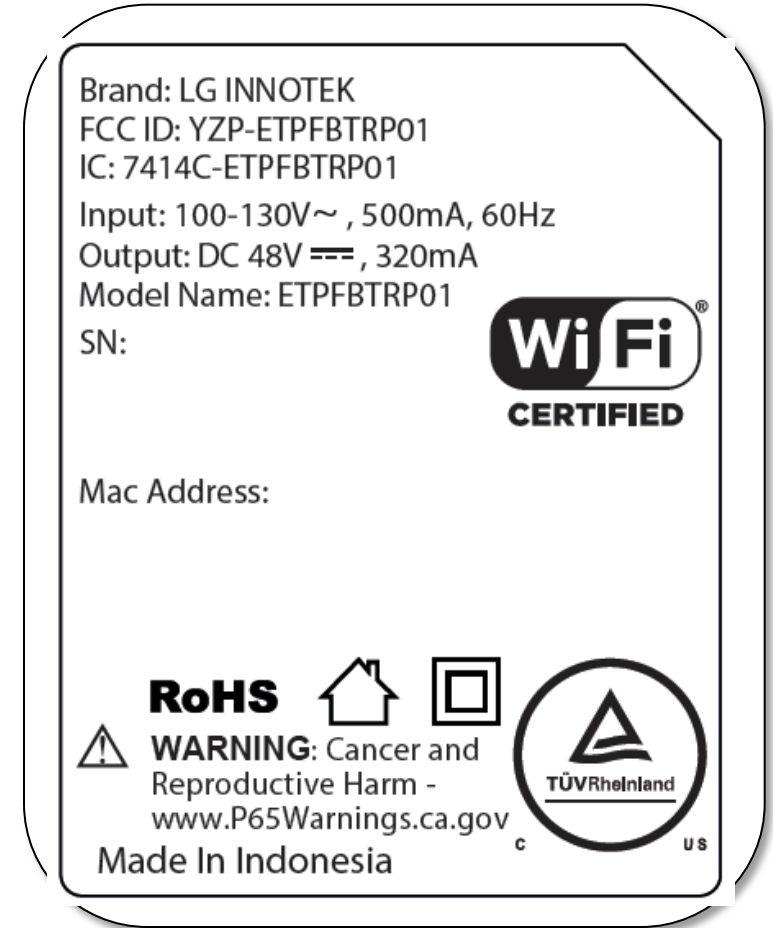 Brand: LG INNOTEK
FCC ID: YZP-ETPFBTRP01
IC: 7414C-ETPFBTRP01
Input: 100-130V~ , 500mA, 60Hz
Output: DC 48V ⎓ , 320mA
Model Name: ETPFBTRP01
SN:
Wi Fi ®
CERTIFIED
Mac Address:
RoHS
WARNING: Cancer and
Reproductive Harm -
www.P65Warnings.ca.gov
TÜVRheinland
C US
Made In Indonesia